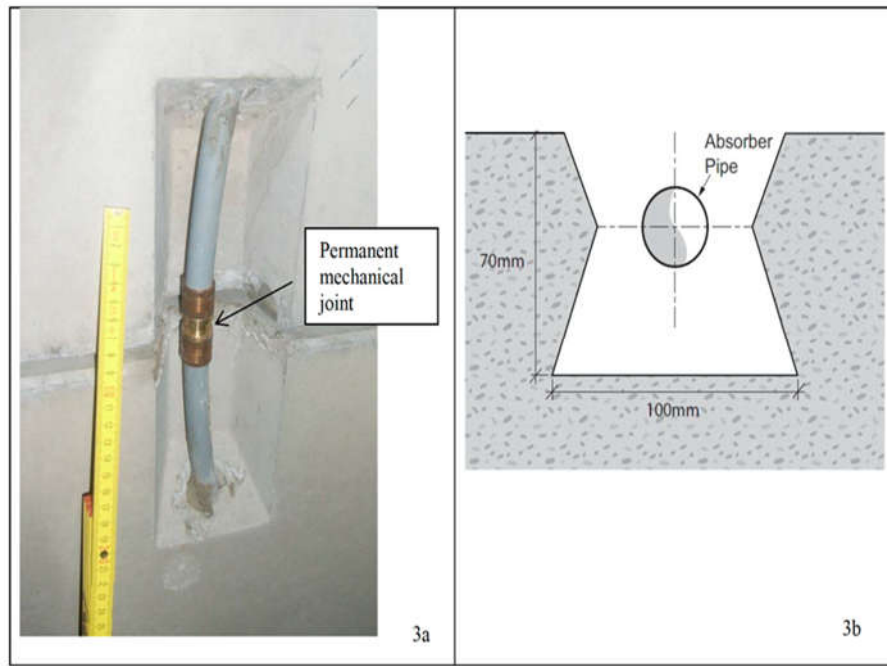 Permanent
mechanical
joint
3a
Absorber
Pipe
70mm
100mm
3b